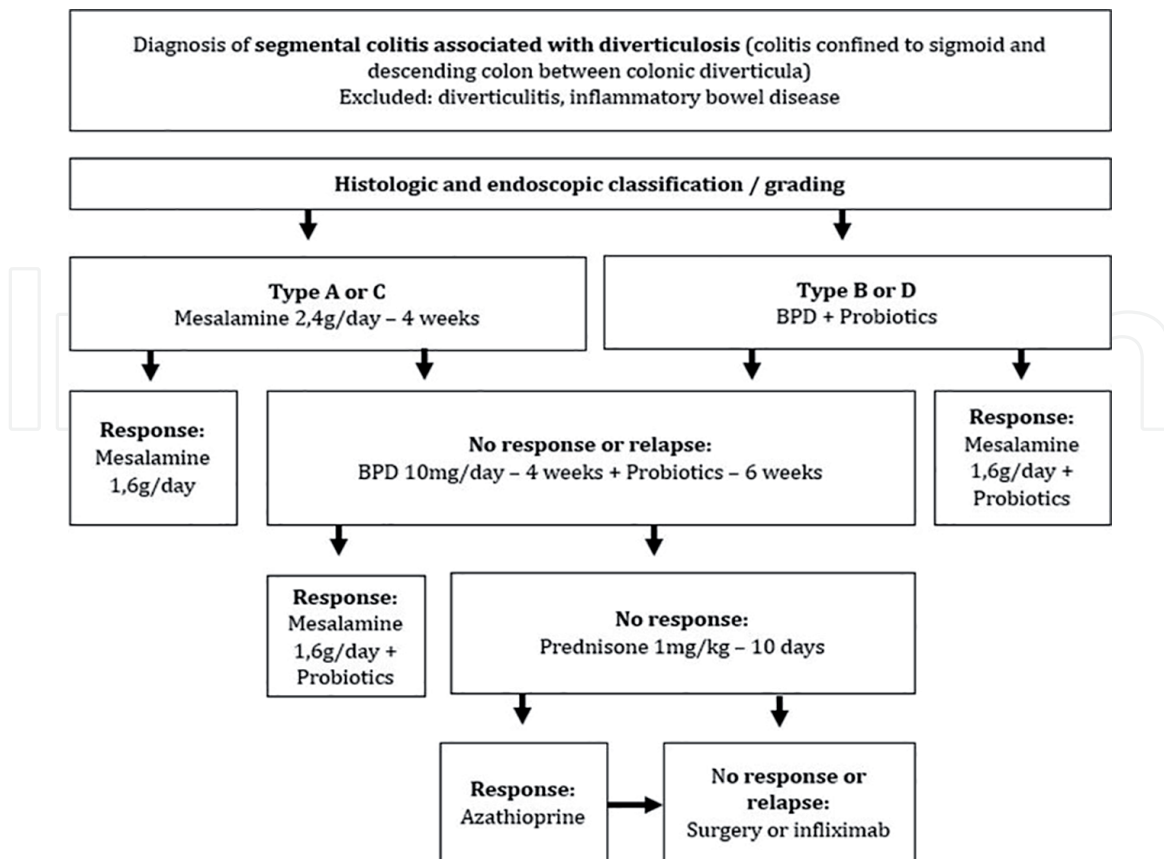 Diagnosis of segmental colitis associated with diverticulosis (colitis confined to sigmoid and
descending colon between colonic diverticula)
Excluded: diverticulitis, inflammatory bowel disease
Histologic and endoscopic classification / grading
Type A or C
Mesalamine 2,4g/day – 4 weeks
Type B or D
BPD + Probiotics
Response:
Mesalamine
1,6g/day
No response or relapse:
BPD 10mg/day – 4 weeks + Probiotics – 6 weeks
Response:
Mesalamine
1,6g/day +
Probiotics
Response:
Mesalamine
1,6g/day +
Probiotics
No response:
Prednisone 1mg/kg – 10 days
Response:
Azathioprine
No response or
relapse:
Surgery or infliximab